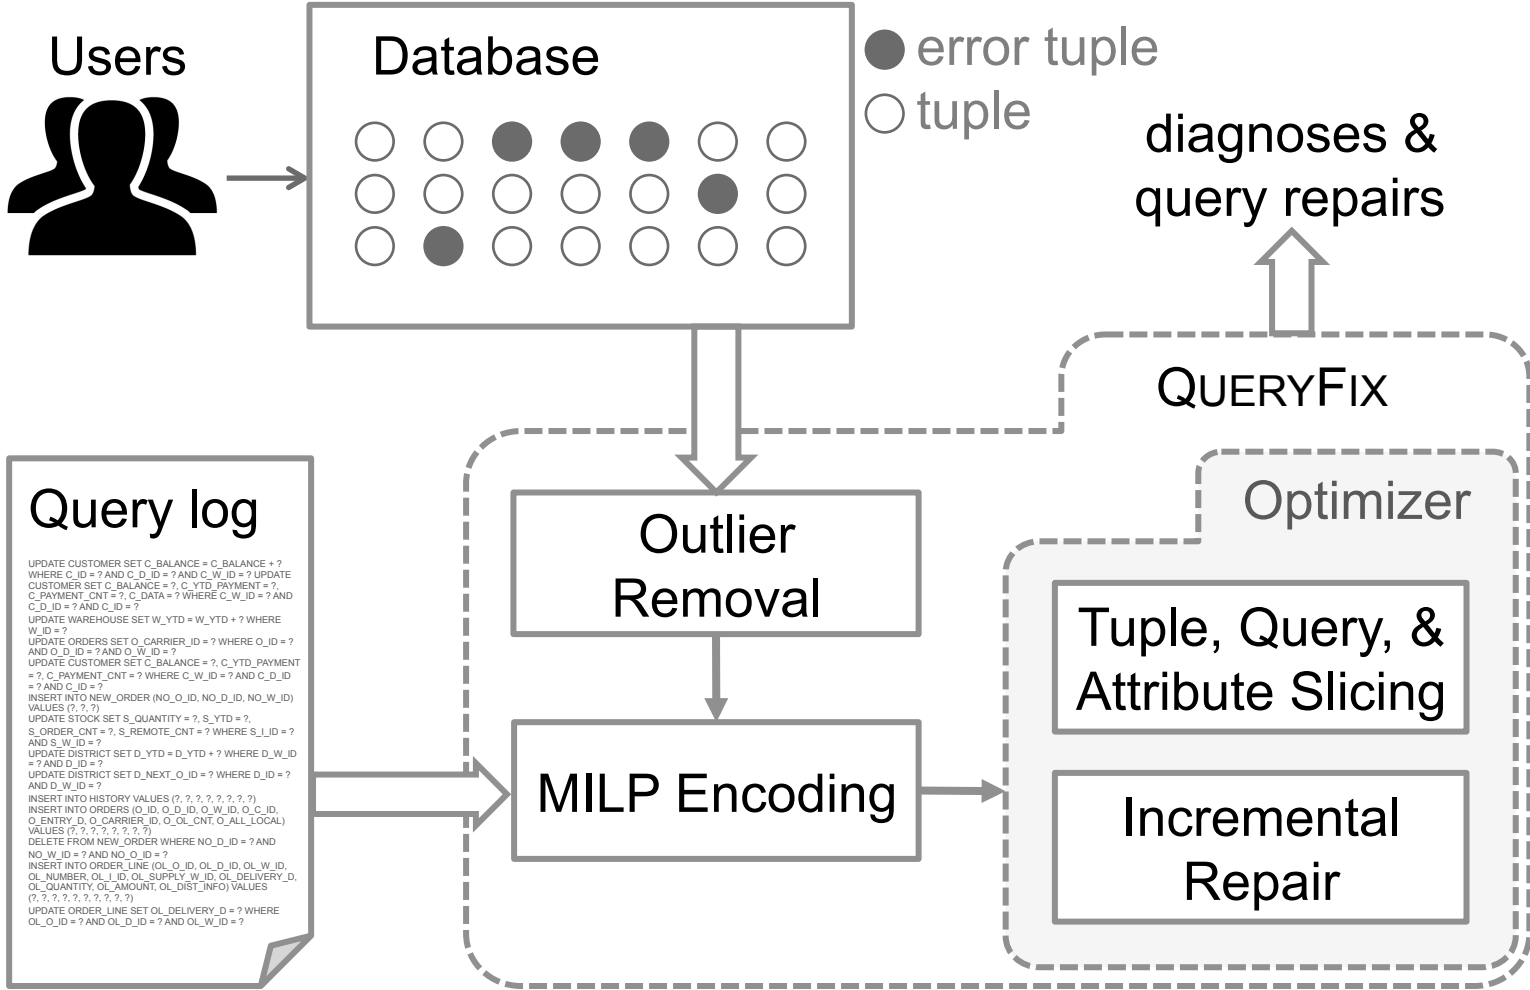 Users
Database
error tuple
tuple
diagnoses &
query repairs
QUERYFIX
Query log
UPDATE CUSTOMER SET C_BALANCE = C_BALANCE + ?
WHERE C_ID = ? AND C_D_ID = ? AND C_W_ID = ? UPDATE
CUSTOMER SET C_BALANCE = ?, C_YTD_PAYMENT = ?,
C_PAYMENT_CNT = ?, C_DATA = ? WHERE C_W_ID = ? AND
C_D_ID = ? AND C_ID = ?
UPDATE WAREHOUSE SET W_YTD = W_YTD + ? WHERE
W_ID = ?
UPDATE ORDERS SET O_CARRIER_ID = ? WHERE O_ID = ?
AND O_D_ID = ? AND O_W_ID = ?
UPDATE CUSTOMER SET C_BALANCE = ?, C_YTD_PAYMENT
= ?, C_PAYMENT_CNT = ? WHERE C_W_ID = ? AND C_D_ID
= ? AND C_ID = ?
INSERT INTO NEW_ORDER (NO_O_ID, NO_D_ID, NO_W_ID)
VALUES (?, ?, ?)
UPDATE STOCK SET S_QUANTITY = ?, S_YTD = ?,
S_ORDER_CNT = ?, S_REMOTE_CNT = ? WHERE S_I_ID = ?
AND S_W_ID = ?
UPDATE DISTRICT SET D_YTD = D_YTD + ? WHERE D_W_ID
= ? AND D_ID = ?
UPDATE DISTRICT SET D_NEXT_O_ID = ? WHERE D_ID = ?
AND D_W_ID = ?
INSERT INTO HISTORY VALUES (?, ?, ?, ?, ?, ?, ?, ?)
INSERT INTO ORDERS (O_ID, O_D_ID, O_W_ID, O_C_ID,
O_ENTRY_D, O_CARRIER_ID, O_OL_CNT, O_ALL_LOCAL)
VALUES (?, ?, ?, ?, ?, ?, ?, ?)
DELETE FROM NEW_ORDER WHERE NO_D_ID = ? AND
NO_W_ID = ? AND NO_O_ID = ?
INSERT INTO ORDER_LINE (OL_O_ID, OL_D_ID, OL_W_ID,
OL_NUMBER, OL_I_ID, OL_SUPPLY_W_ID, OL_DELIVERY_D,
OL_QUANTITY, OL_AMOUNT, OL_DIST_INFO) VALUES
(?, ?, ?, ?, ?, ?, ?, ?, ?, ?)
UPDATE ORDER_LINE SET OL_DELIVERY_D = ? WHERE
OL_O_ID = ? AND OL_D_ID = ? AND OL_W_ID = ?
Outlier
Removal
MILP Encoding
Optimizer
Tuple, Query, &
Attribute Slicing
Incremental
Repair